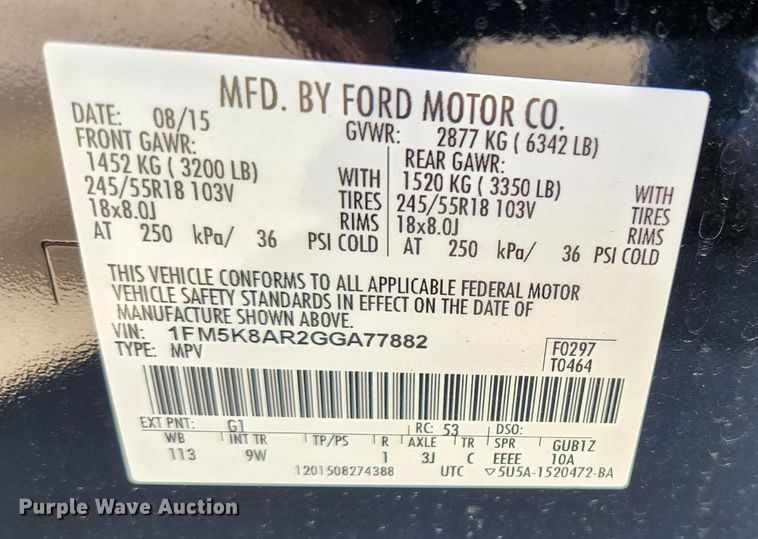 MFD. BY FORD MOTOR CO.
DATE: 08/15 GVWR: 2877 KG ( 6342 LB)
FRONT GAWR: REAR GAWR:
1452 KG ( 3200 LB) WITH 1520 KG ( 3350 LB) WITH
245/55R18 103V TIRES 245/55R18 103V TIRES
18x8.0J RIMS 18x8.0J RIMS
AT 250 kPa/ 36 PSI COLD AT 250 kPa/ 36 PSI COLD
THIS VEHICLE CONFORMS TO ALL APPLICABLE FEDERAL MOTOR
VEHICLE SAFETY STANDARDS IN EFFECT ON THE DATE OF
MANUFACTURE SHOWN ABOVE.
VIN: 1FM5K8AR2GGA77882 F0297
TYPE: MPV T0464
EXT PNT: G1 RC: 53 DSO:
WB INT TR TP/PS R AXLE TR SPR GUB1Z
113 9W 1 3J C EEEE 10A
1201508274388 UTC ▽5U5A-1520472-BA
Purple Wave Auction